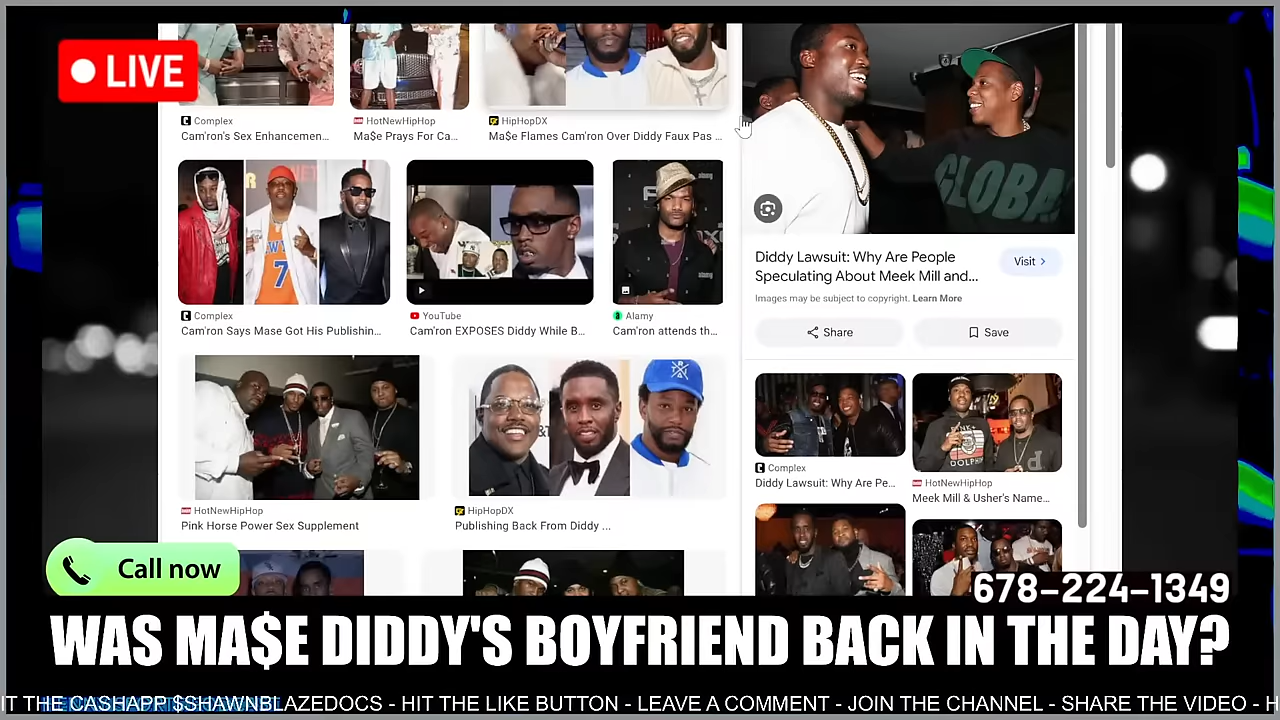 LIVE
Complex
Cam'ron's Sex Enhancemen...
HotNewHipHop
Ma$e Prays For Ca...
HipHopDX
Ma$e Flames Cam'ron Over Diddy Faux Pas ...
GLOBA
Diddy Lawsuit: Why Are People
Speculating About Meek Mill and...
Visit
Images may be subject to copyright. Learn More
Share
Save
7
Complex
Cam'ron Says Mase Got His Publishin...
YouTube
Cam'ron EXPOSES Diddy While B...
alamy
Alamy
Cam'ron attends th...
HotNewHipHop
Pink Horse Power Sex Supplement
HipHopDX
Publishing Back From Diddy ...
Complex
Diddy Lawsuit: Why Are Pe...
DOLPHIN
HotNewHipHop
Meek Mill & Usher's Name...
Call now
678-224-1349
WAS MA$E DIDDY'S BOYFRIEND BACK IN THE DAY?
IT THE CASHAPP $SHAWNBLAZEDOCS - HIT THE LIKE BUTTON - LEAVE A COMMENT - JOIN THE CHANNEL - SHARE THE VIDEO - H